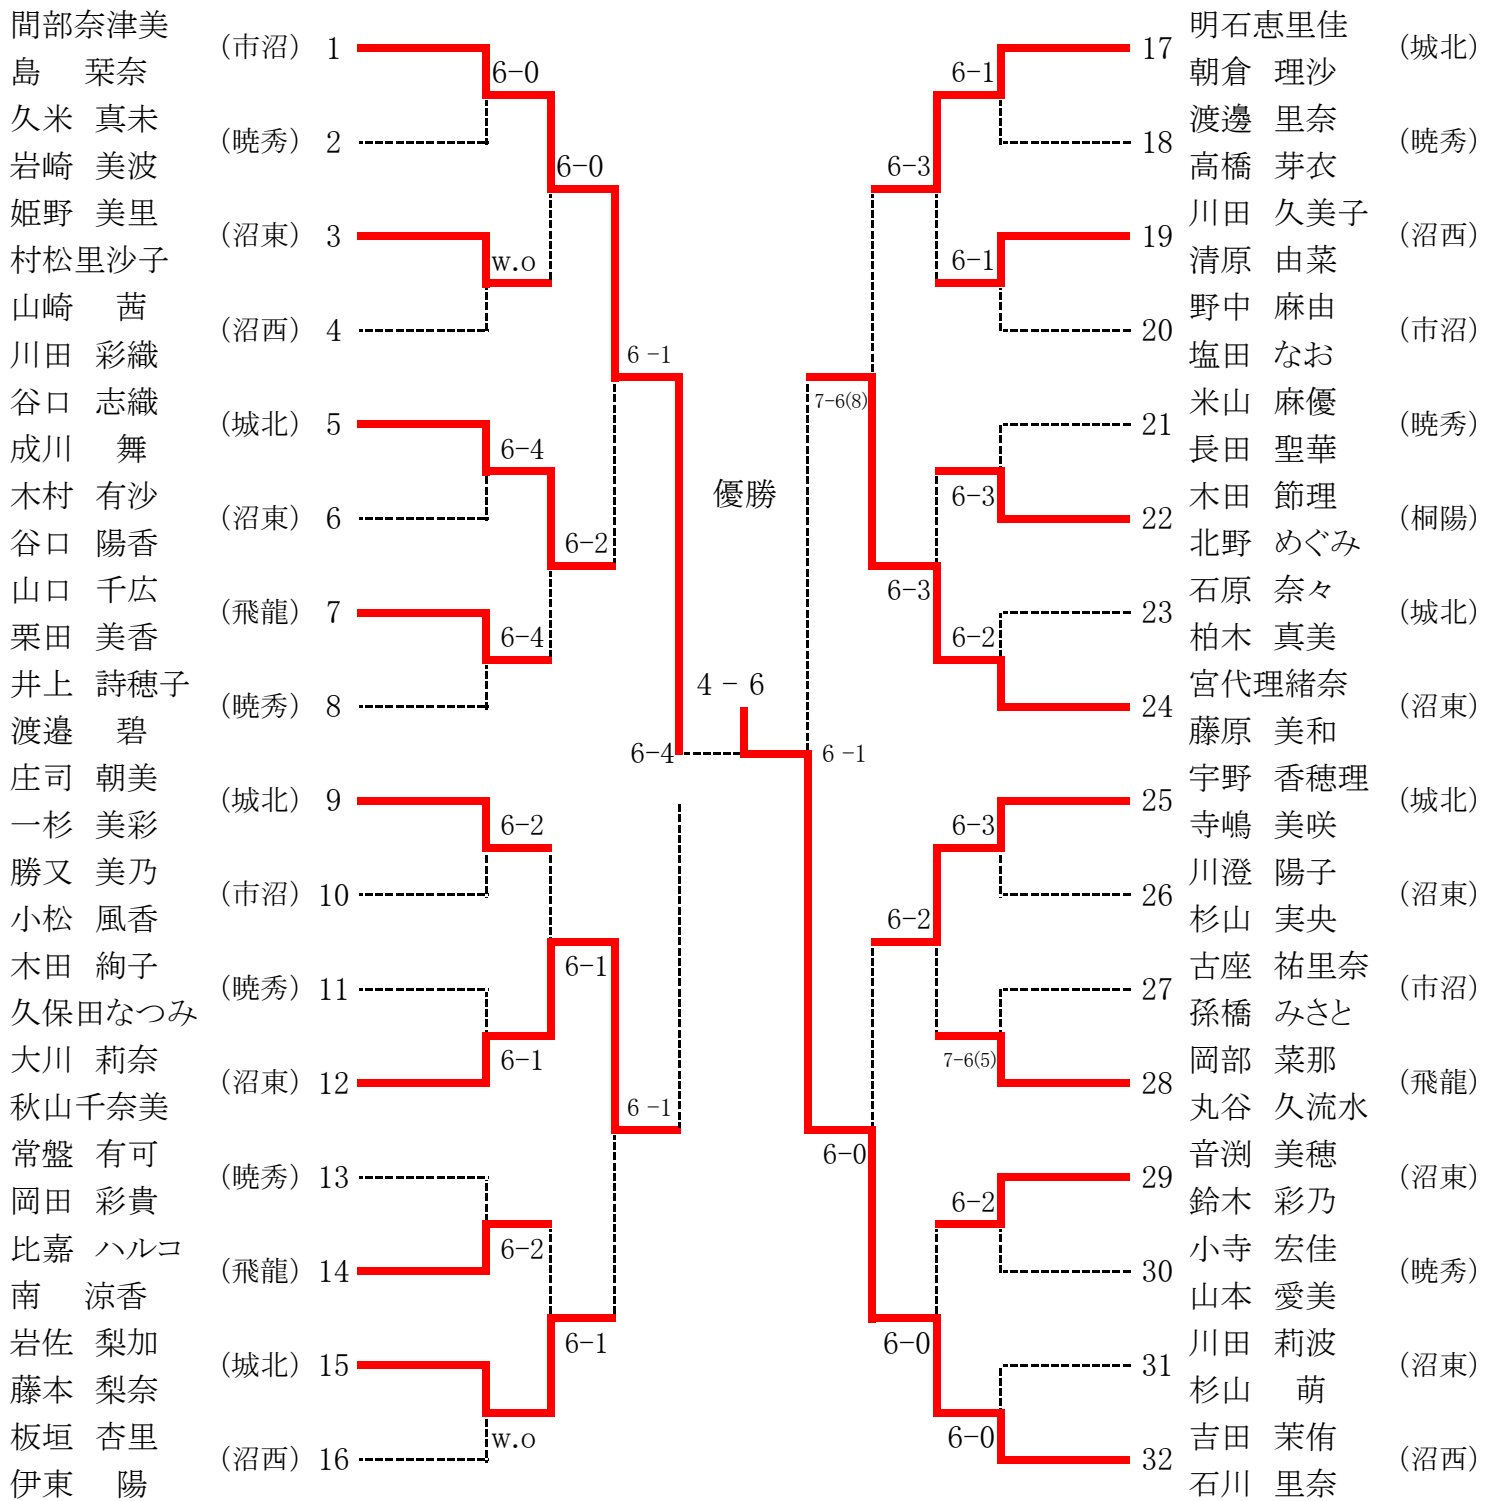 間部奈津美
(市沼) 1
島 栞奈
6-0
久米 真未
(暁秀) 2
岩崎 美波
6-0
姫野 美里
(沼東) 3
村松里沙子
w.o
山崎 茜
(沼西) 4
川田 彩織
6-1
谷口 志織
(城北) 5
成川 舞
6-4
木村 有沙
(沼東) 6
谷口 陽香
6-2
山口 千広
(飛龍) 7
栗田 美香
6-4
井上 詩穂子
(暁秀) 8
渡邉 碧
6-4
庄司 朝美
(城北) 9
一杉 美彩
6-2
勝又 美乃
(市沼) 10
小松 風香
木田 絢子
6-1
(暁秀) 11
久保田なつみ
大川 莉奈
6-1
(沼東) 12
秋山千奈美
6-1
常盤 有可
(暁秀) 13
岡田 彩貴
比嘉 ハルコ
6-2
(飛龍) 14
南 涼香
岩佐 梨加
6-1
(城北) 15
藤本 梨奈
板垣 杏里
w.o
(沼西) 16
伊東 陽
優勝
4-6
明石恵里佳
17 (城北)
朝倉 理沙
6-1
渡邊 里奈
18 (暁秀)
高橋 芽衣
6-3
川田 久美子
19 (沼西)
清原 由菜
6-1
野中 麻由
20 (市沼)
塩田 なお
7-6(8)
米山 麻優
21 (暁秀)
長田 聖華
木田 節理
6-3
22 (桐陽)
北野 めぐみ
石原 奈々
6-3
23 (城北)
柏木 真美
6-2
宮代理緒奈
24 (沼東)
藤原 美和
6-1
宇野 香穂理
25 (城北)
寺嶋 美咲
6-3
川澄 陽子
26 (沼東)
杉山 実央
6-2
古座 祐里奈
27 (市沼)
孫橋 みさと
岡部 菜那
7-6(5)
28 (飛龍)
丸谷 久流水
6-0
音渕 美穂
29 (沼東)
鈴木 彩乃
6-2
小寺 宏佳
30 (暁秀)
山本 愛美
川田 莉波
6-0
31 (沼東)
杉山 萌
吉田 茉侑
6-0
32 (沼西)
石川 里奈